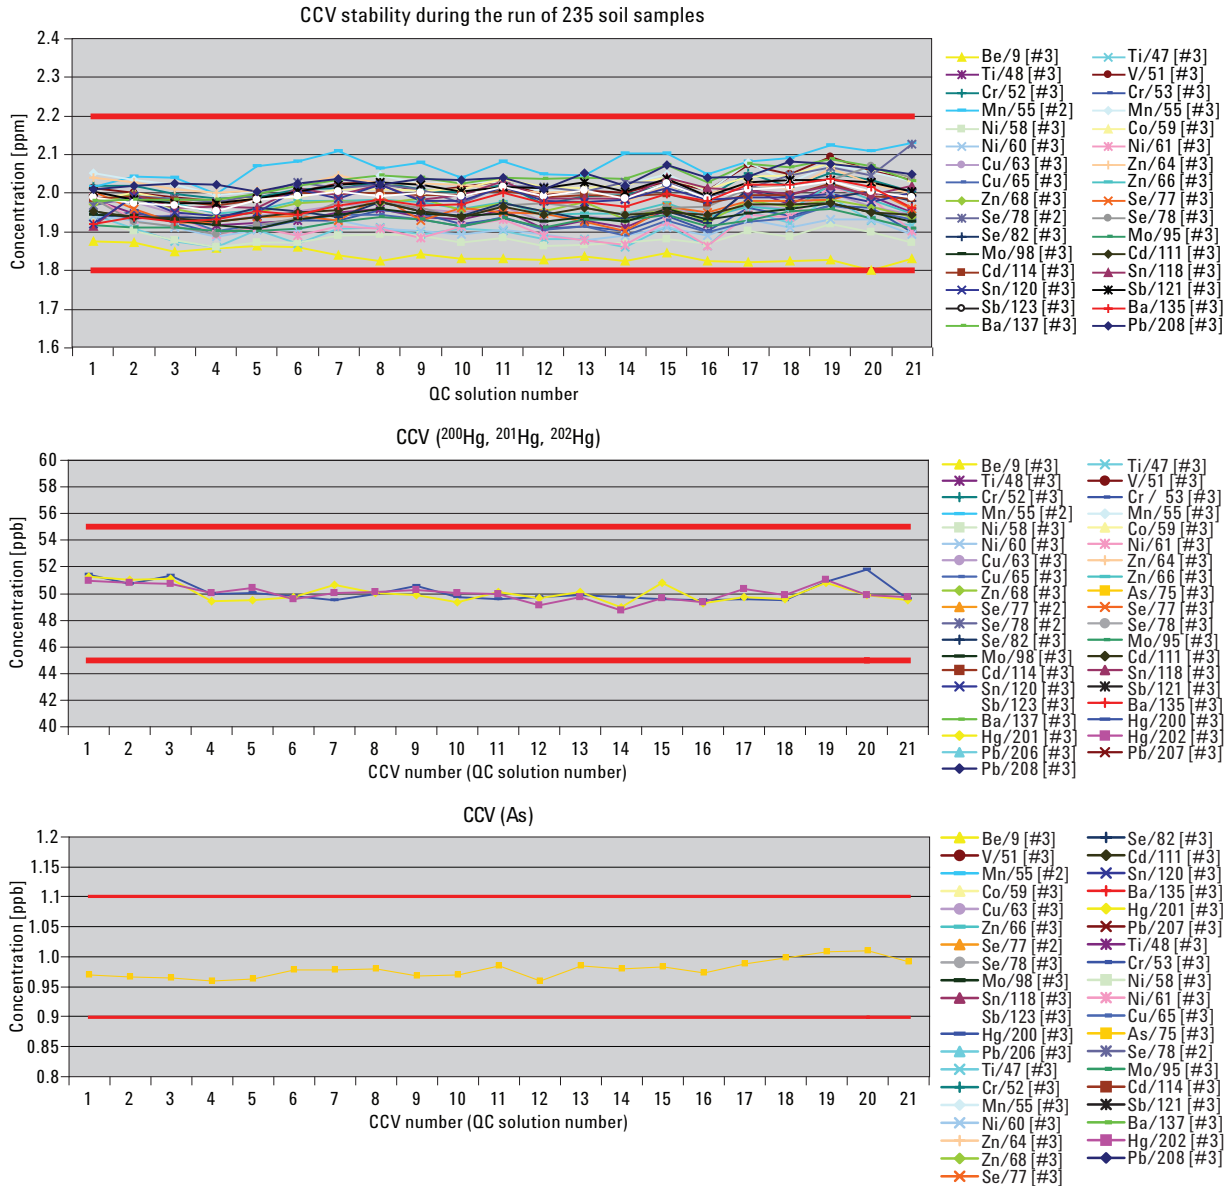 CCV stability during the run of 235 soil samples
Concentration [ppm]
2.4
2.3
2.2
2.1
2.0
1.9
1.8
1.7
1.6
1 2 3 4 5 6 7 8 9 10 11 12 13 14 15 16 17 18 19 20 21
QC solution number
Be/9 [#3] Ti/47 [#3]
Ti/48 [#3] V/51 [#3]
Cr/52 [#3] Cr/53 [#3]
Mn/55 [#2] Mn/55 [#3]
Ni/58 [#3] Co/59 [#3]
Ni/60 [#3] Ni/61 [#3]
Cu/63 [#3] Zn/64 [#3]
Cu/65 [#3] Zn/66 [#3]
Zn/68 [#3] Se/77 [#3]
Se/78 [#2] Se/78 [#3]
Se/82 [#3] Mo/95 [#3]
Mo/98 [#3] Cd/111 [#3]
Cd/114 [#3] Sn/118 [#3]
Sn/120 [#3] Sb/121 [#3]
Sb/123 [#3] Ba/135 [#3]
Ba/137 [#3] Pb/208 [#3]
CCV (²⁰⁰Hg, ²⁰¹Hg, ²⁰²Hg)
Concentration [ppb]
60
58
56
55
54
52
50
48
46
44
42
40
1 2 3 4 5 6 7 8 9 10 11 12 13 14 15 16 17 18 19 20 21
CCV number (QC solution number)
Be/9 [#3] Ti/47 [#3]
Ti/48 [#3] V/51 [#3]
Cr/52 [#3] Cr / 53 [#3]
Mn/55 [#2] Mn/55 [#3]
Ni/58 [#3] Co/59 [#3]
Ni/60 [#3] Ni/61 [#3]
Cu/63 [#3] Zn/64 [#3]
Cu/65 [#3] Zn/66 [#3]
Zn/68 [#3] As/75 [#3]
Se/77 [#2] Se/77 [#3]
Se/78 [#2] Se/78 [#3]
Se/82 [#3] Mo/95 [#3]
Mo/98 [#3] Cd/111 [#3]
Cd/114 [#3] Sn/118 [#3]
Sn/120 [#3] Sb/121 [#3]
Sb/123 [#3] Ba/135 [#3]
Ba/137 [#3] Hg/200 [#3]
Hg/201 [#3] Hg/202 [#3]
Pb/206 [#3] Pb/207 [#3]
Pb/208 [#3]
CCV (As)
Concentration [ppb]
1.2
1.15
1.1
1.05
1.0
0.95
0.9
0.85
0.8
1 2 3 4 5 6 7 8 9 10 11 12 13 14 15 16 17 18 19 20 21
CCV number (QC solution number)
Be/9 [#3] Se/82 [#3]
V/51 [#3] Cd/111 [#3]
Mn/55 [#2] Sn/120 [#3]
Co/59 [#3] Ba/135 [#3]
Cu/63 [#3] Hg/201 [#3]
Zn/66 [#3] Pb/207 [#3]
Se/77 [#2] Ti/48 [#3]
Se/78 [#3] Cr/53 [#3]
Mo/98 [#3] Ni/58 [#3]
Sn/118 [#3] Ni/61 [#3]
Sb/123 [#3] Cu/65 [#3]
Hg/200 [#3] As/75 [#3]
Pb/206 [#3] Se/78 [#2]
Ti/47 [#3] Mo/95 [#3]
Cr/52 [#3] Cd/114 [#3]
Mn/55 [#3] Sb/121 [#3]
Ni/60 [#3] Ba/137 [#3]
Zn/64 [#3] Hg/202 [#3]
Zn/68 [#3] Pb/208 [#3]
Se/77 [#3]